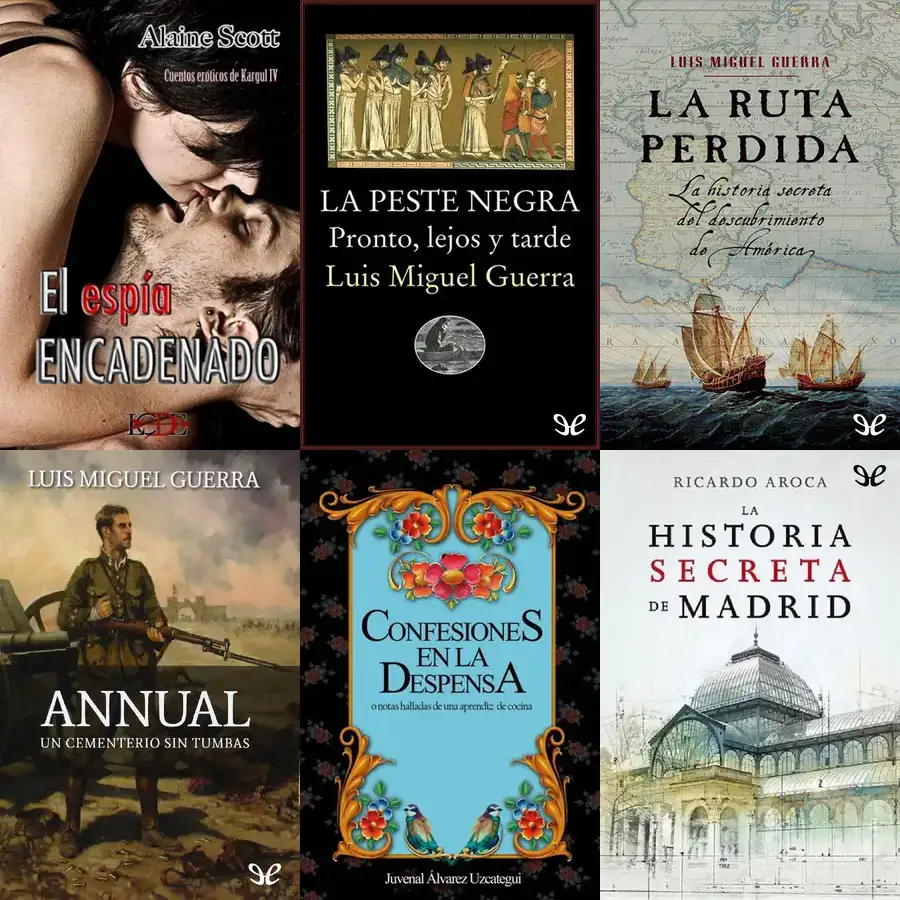 Alaine Scott
Cuentos eróticos de Kargul IV
El espía
ENCADENADO
LCDE
LA PESTE NEGRA
Pronto, lejos y tarde
Luis Miguel Guerra
LUIS MIGUEL GUERRA
LA RUTA
PERDIDA
La historia secreta
del descubrimiento
de América
LUIS MIGUEL GUERRA
ANNUAL
UN CEMENTERIO SIN TUMBAS
CONFESIONES
EN LA
DESPENSA
o notas halladas de una aprendiz de cocina
Juvenal Álvarez Uzcategui
RICARDO AROCA
LA
HISTORIA
SECRETA
DE MADRID